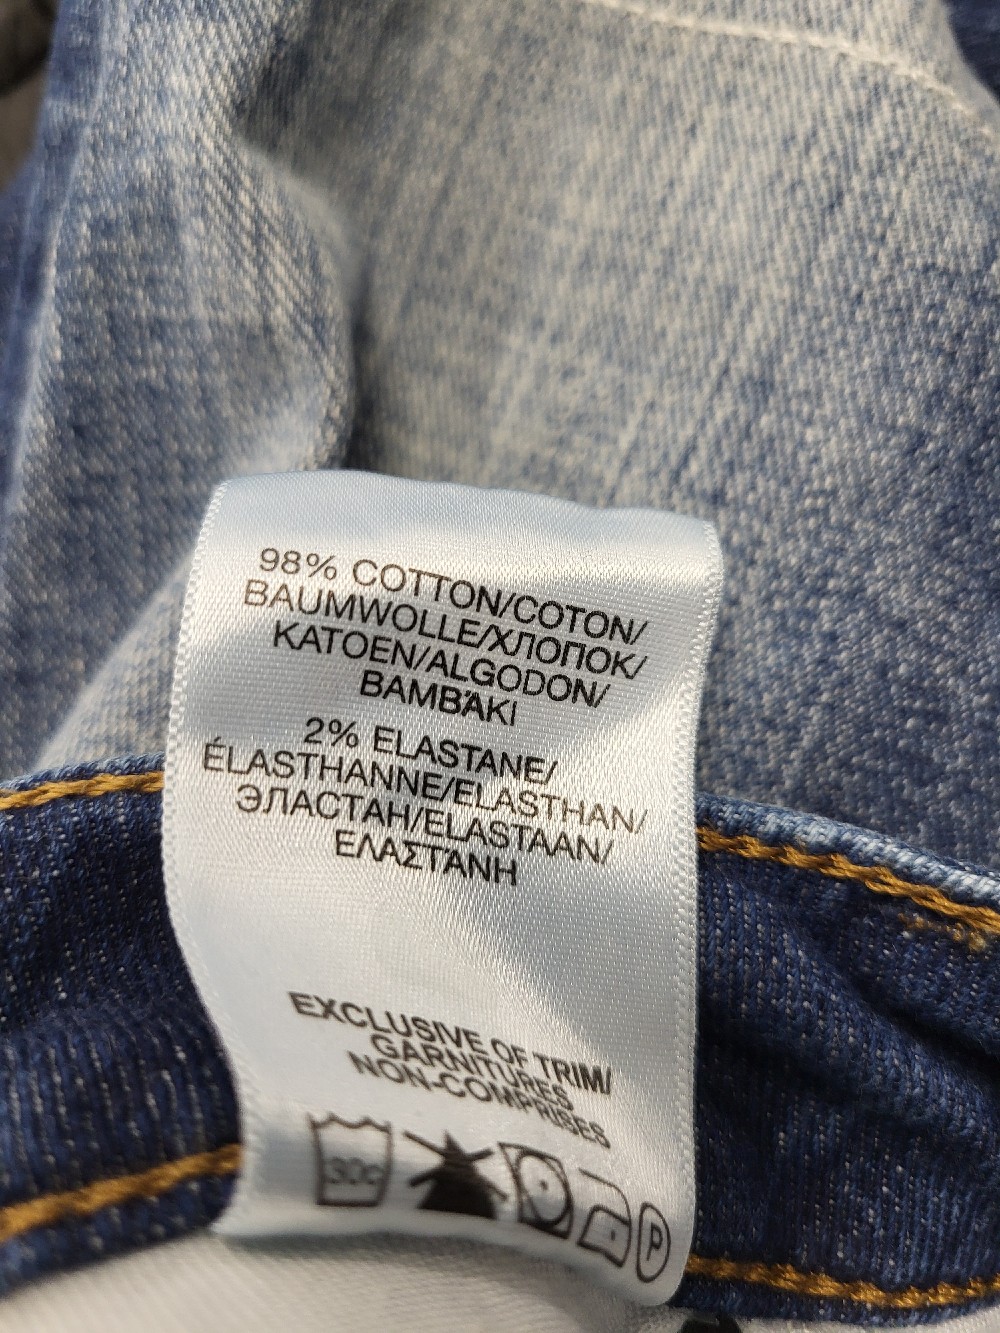 98% COTTON/COTON/
BAUMWOLLE/ХЛОПОК/
KATOEN/ALGODON/
ΒΑΜΒΆΚΙ
2% ELASTANE/
ÉLASTHANNE/ELASTHAN/
ЭЛАСТАН/ELASTAAN/
ΕΛΑΣΤΑΝΗ
EXCLUSIVE OF TRIM/
GARNITURES
NON-COMPRISES
30c
P